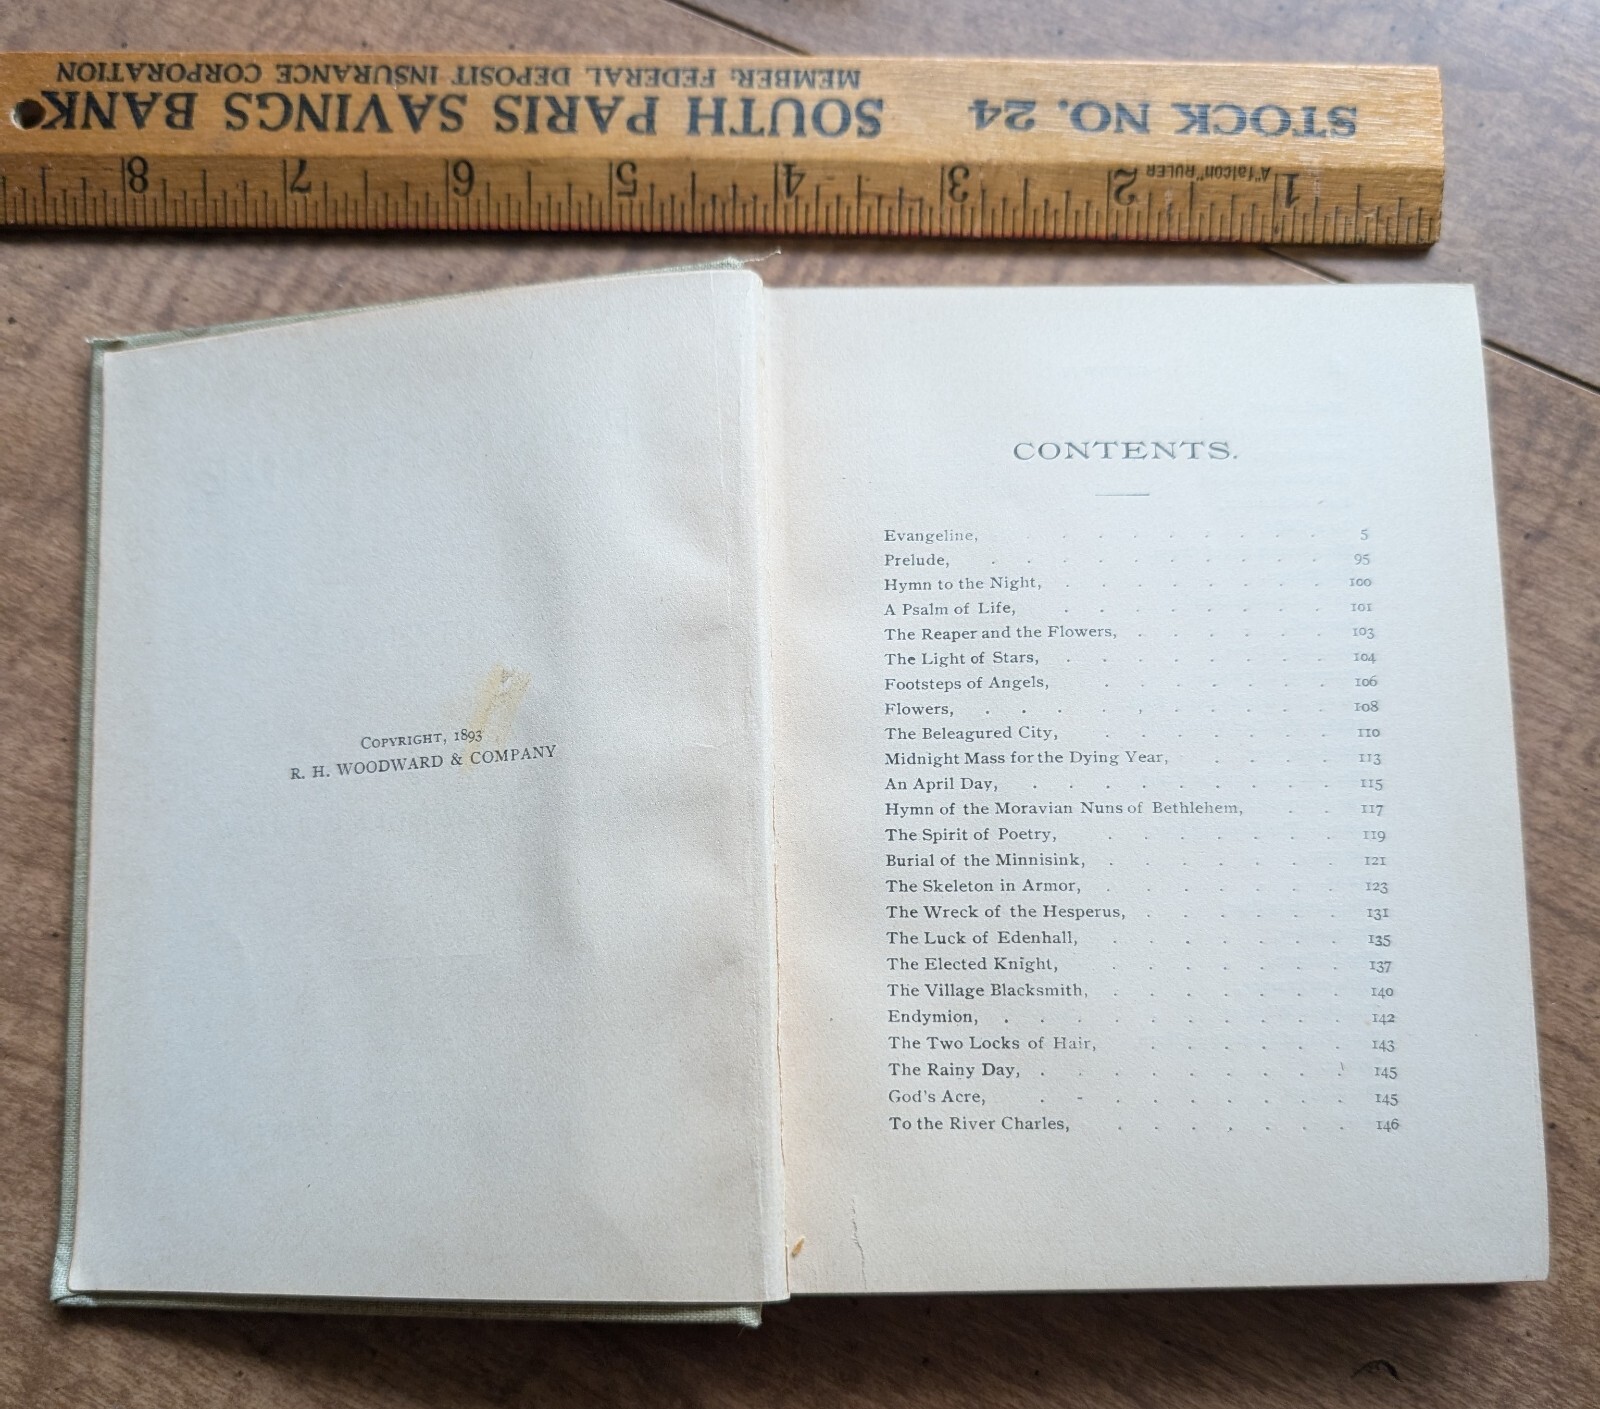 MEMBER: FEDERAL DEPOSIT INSURANCE CORPORATION
STOCK NO. 24 SOUTH PARIS SAVINGS BANK
A "falcon" RULER
1 2 3 4 5 6 7 8
COPYRIGHT, 1893
R. H. WOODWARD & COMPANY
CONTENTS.
Evangeline, . . . . . . . . . 5
Prelude, . . . . . . . . . . 95
Hymn to the Night, . . . . . . . . 100
A Psalm of Life, . . . . . . . . 101
The Reaper and the Flowers, . . . . . . 103
The Light of Stars, . . . . . . . . 104
Footsteps of Angels, . . . . . . . 106
Flowers, . . . . . . . . . . 108
The Beleagured City, . . . . . . . 110
Midnight Mass for the Dying Year, . . . . 113
An April Day, . . . . . . . . . 115
Hymn of the Moravian Nuns of Bethlehem, . . 117
The Spirit of Poetry, . . . . . . . 119
Burial of the Minnisink, . . . . . . . 121
The Skeleton in Armor, . . . . . . . 123
The Wreck of the Hesperus, . . . . . . 131
The Luck of Edenhall, . . . . . . . 135
The Elected Knight, . . . . . . . 137
The Village Blacksmith, . . . . . . . 140
Endymion, . . . . . . . . . . 142
The Two Locks of Hair, . . . . . . 143
The Rainy Day, . . . . . . . . . 145
God's Acre, . . . . . . . . . 145
To the River Charles, . . . . . . . 146